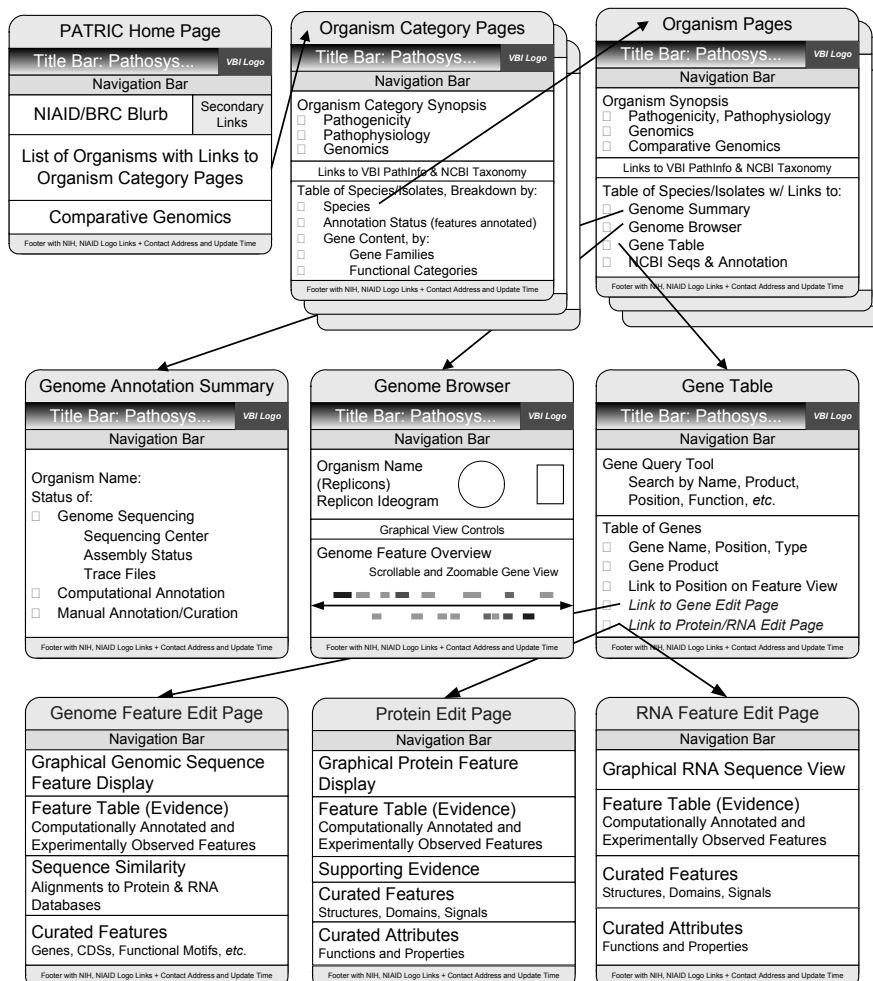 PATRIC Home Page
Title Bar: Pathosys...
VBI Logo
Navigation Bar
NIAID/BRC Blurb
Secondary
Links
List of Organisms with Links to
Organism Category Pages
Comparative Genomics
Footer with NIH, NIAID Logo Links + Contact Address and Update Time
Organism Category Pages
Title Bar: Pathosys...
VBI Logo
Navigation Bar
Organism Category Synopsis
Pathogenicity
Pathophysiology
Genomics
Links to VBI PathInfo & NCBI Taxonomy
Table of Species/Isolates, Breakdown by:
Species
Annotation Status (features annotated)
Gene Content, by:
Gene Families
Functional Categories
Footer with NIH, NIAID Logo Links + Contact Address and Update Time
Organism Pages
Title Bar: Pathosys...
VBI Logo
Navigation Bar
Organism Synopsis
Pathogenicity, Pathophysiology
Genomics
Comparative Genomics
Links to VBI PathInfo & NCBI Taxonomy
Table of Species/Isolates w/ Links to:
Genome Summary
Genome Browser
Gene Table
NCBI Seqs & Annotation
Footer with NIH, NIAID Logo Links + Contact Address and Update Time
Genome Annotation Summary
Title Bar: Pathosys...
VBI Logo
Navigation Bar
Organism Name:
Status of:
Genome Sequencing
Sequencing Center
Assembly Status
Trace Files
Computational Annotation
Manual Annotation/Curation
Footer with NIH, NIAID Logo Links + Contact Address and Update Time
Genome Browser
Title Bar: Pathosys...
VBI Logo
Navigation Bar
Organism Name
(Replicons)
Replicon Ideogram
Graphical View Controls
Genome Feature Overview
Scrollable and Zoomable Gene View
Footer with NIH, NIAID Logo Links + Contact Address and Update Time
Gene Table
Title Bar: Pathosys...
VBI Logo
Navigation Bar
Gene Query Tool
Search by Name, Product,
Position, Function, etc.
Table of Genes
Gene Name, Position, Type
Gene Product
Link to Position on Feature View
Link to Gene Edit Page
Link to Protein/RNA Edit Page
Footer with NIH, NIAID Logo Links + Contact Address and Update Time
Genome Feature Edit Page
Navigation Bar
Graphical Genomic Sequence
Feature Display
Feature Table (Evidence)
Computationally Annotated and
Experimentally Observed Features
Sequence Similarity
Alignments to Protein & RNA
Databases
Curated Features
Genes, CDSs, Functional Motifs, etc.
Footer with NIH, NIAID Logo Links + Contact Address and Update Time
Protein Edit Page
Navigation Bar
Graphical Protein Feature
Display
Feature Table (Evidence)
Computationally Annotated and
Experimentally Observed Features
Supporting Evidence
Curated Features
Structures, Domains, Signals
Curated Attributes
Functions and Properties
Footer with NIH, NIAID Logo Links + Contact Address and Update Time
RNA Feature Edit Page
Navigation Bar
Graphical RNA Sequence View
Feature Table (Evidence)
Computationally Annotated and
Experimentally Observed Features
Curated Features
Structures, Domains, Signals
Curated Attributes
Functions and Properties
Footer with NIH, NIAID Logo Links + Contact Address and Update Time